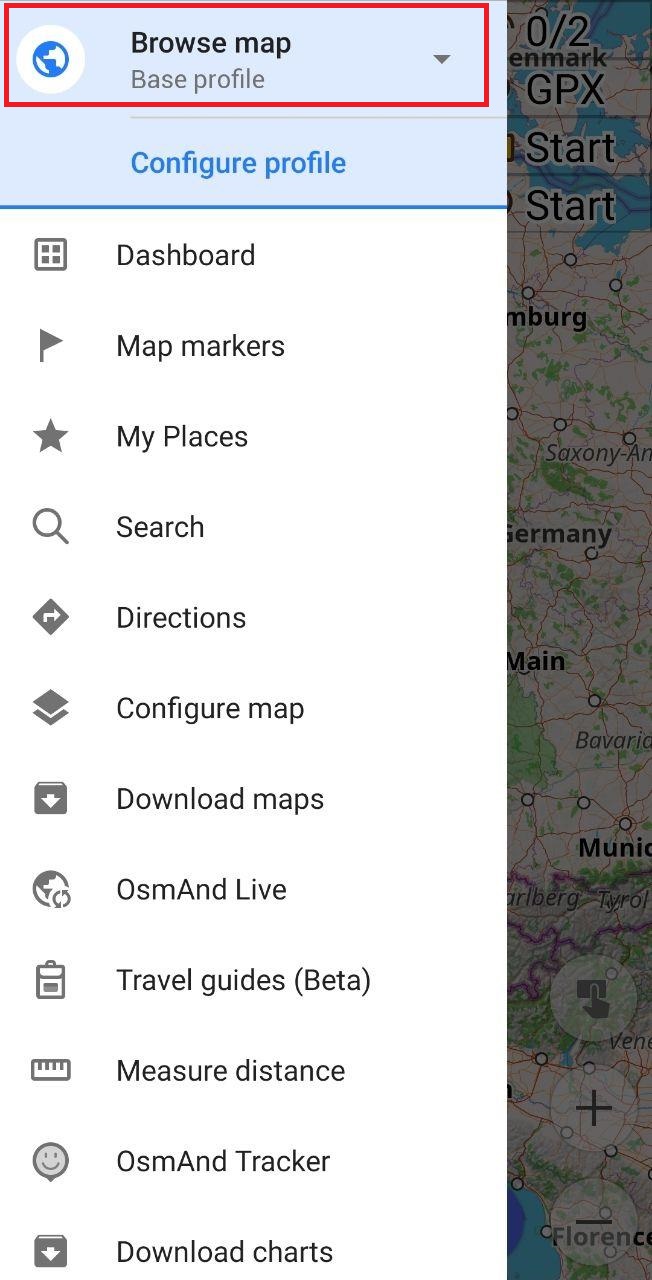 Browse map
Base profile
Configure profile
Dashboard
Map markers
My Places
Search
Directions
Configure map
Download maps
OsmAnd Live
Travel guides (Beta)
Measure distance
OsmAnd Tracker
Download charts
0/2
enmark
GPX
Start
Start
mburg
Saxony-An
Germany
Main
Bavaria
Munic
arlberg Tyrol
Vene
Florence